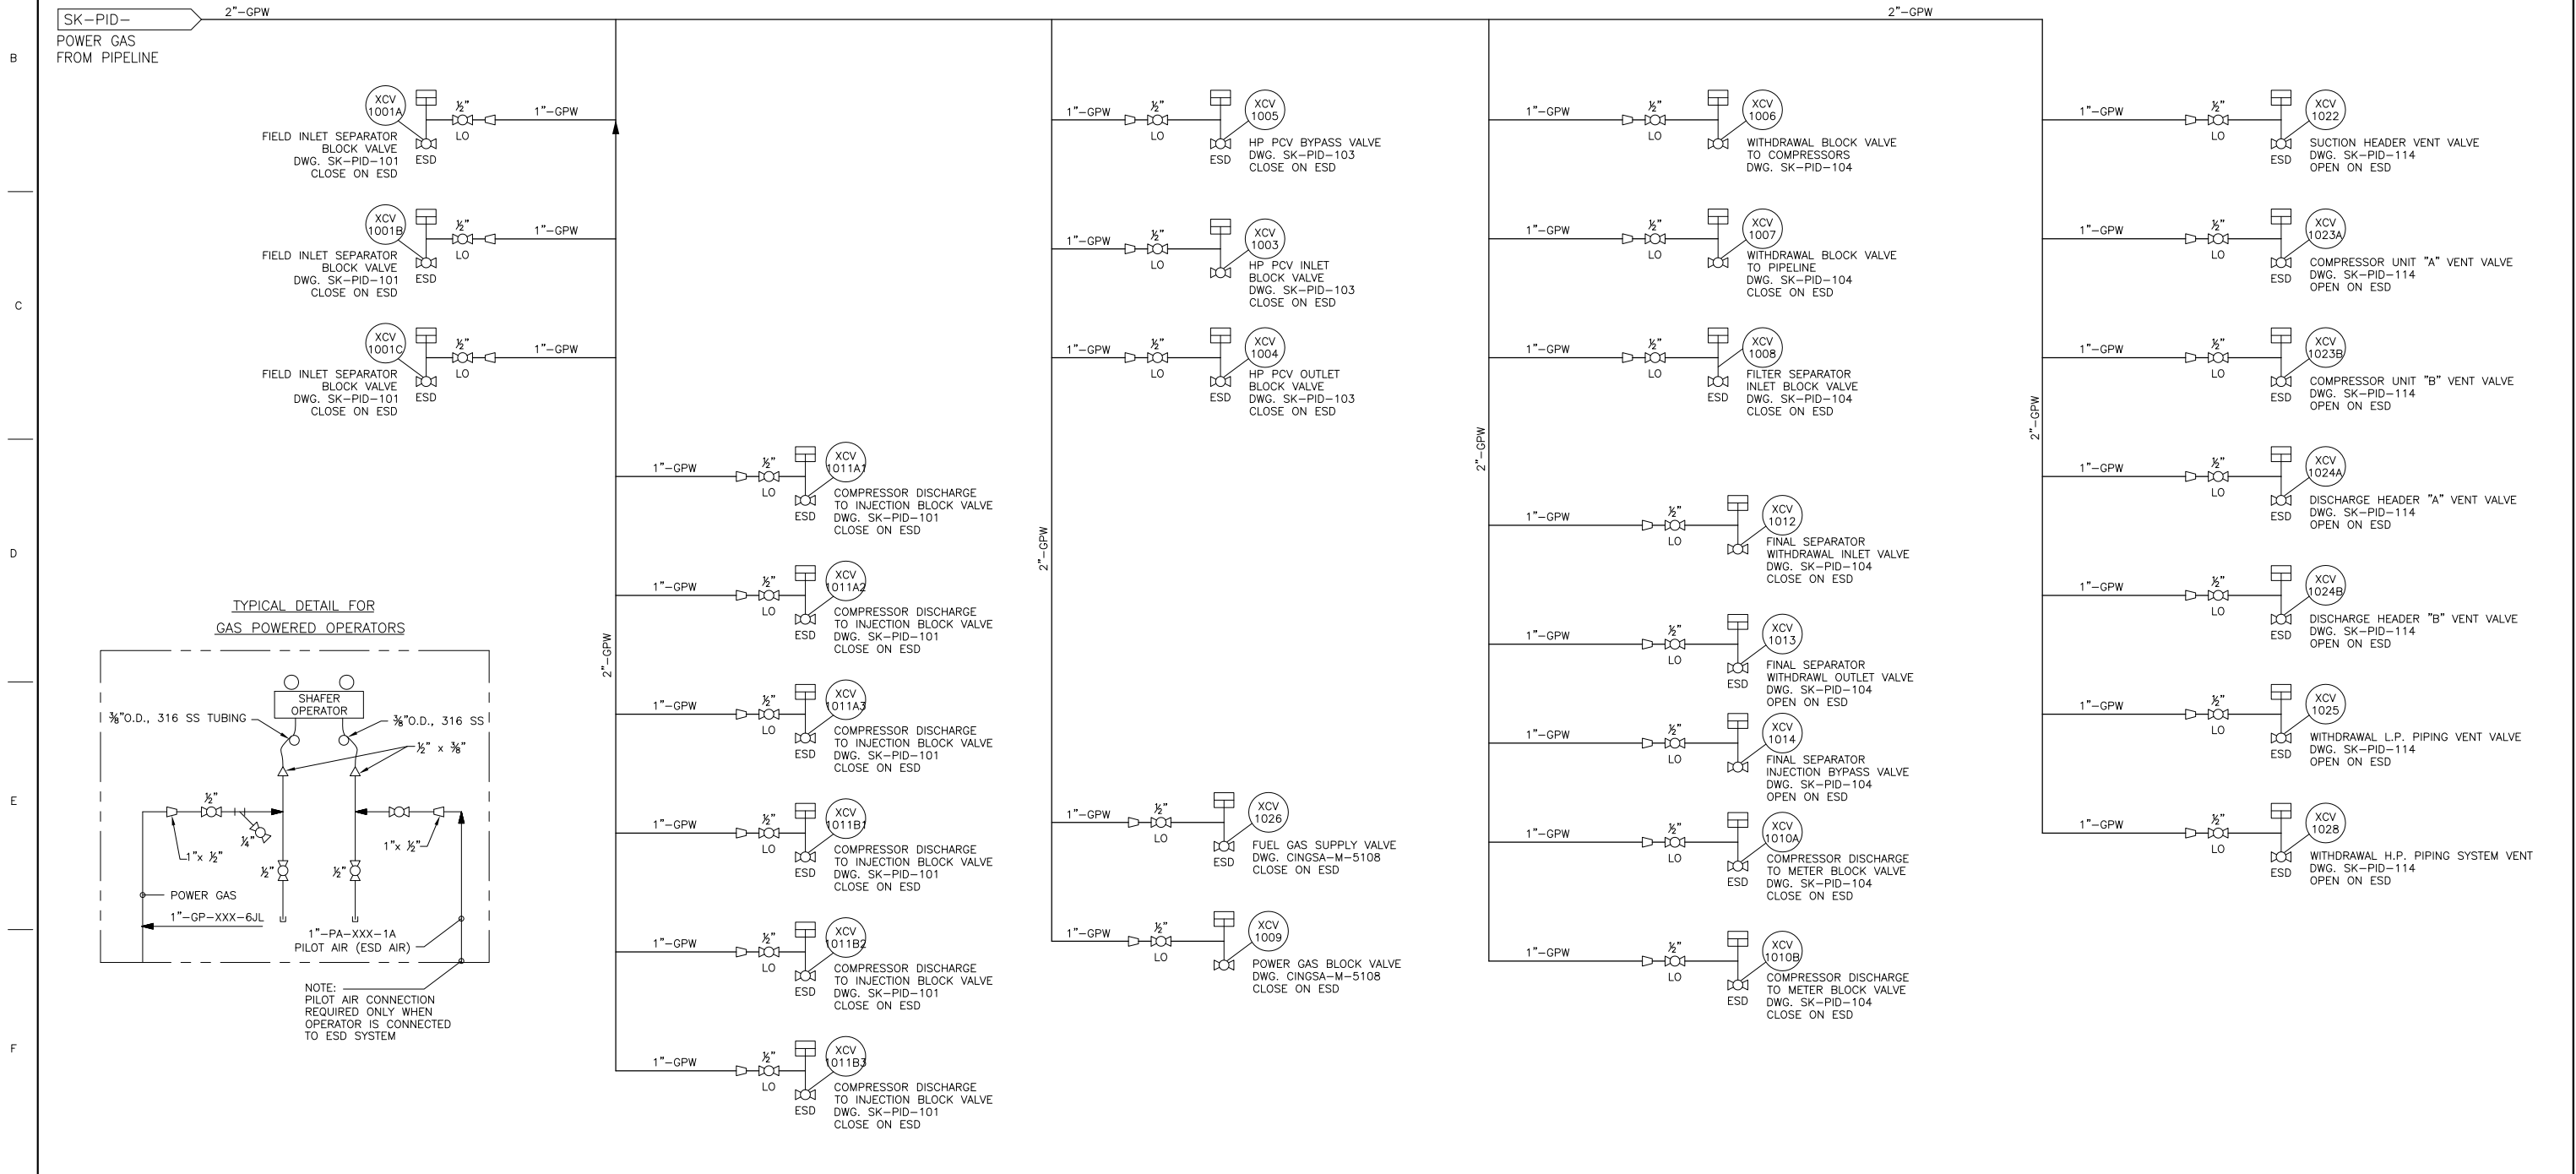 SK-PID-
2"-GPW
2"-GPW
POWER GAS
FROM PIPELINE
B
C
D
E
F
XCV
1001A
½"
LO
1"-GPW
ESD
FIELD INLET SEPARATOR
BLOCK VALVE
DWG. SK-PID-101
CLOSE ON ESD
XCV
1001B
½"
LO
1"-GPW
ESD
FIELD INLET SEPARATOR
BLOCK VALVE
DWG. SK-PID-101
CLOSE ON ESD
XCV
1001C
½"
LO
1"-GPW
ESD
FIELD INLET SEPARATOR
BLOCK VALVE
DWG. SK-PID-101
CLOSE ON ESD
2"-GPW
1"-GPW
½"
LO
XCV
1011A1
ESD
COMPRESSOR DISCHARGE
TO INJECTION BLOCK VALVE
DWG. SK-PID-101
CLOSE ON ESD
1"-GPW
½"
LO
XCV
1011A2
ESD
COMPRESSOR DISCHARGE
TO INJECTION BLOCK VALVE
DWG. SK-PID-101
CLOSE ON ESD
1"-GPW
½"
LO
XCV
1011A3
ESD
COMPRESSOR DISCHARGE
TO INJECTION BLOCK VALVE
DWG. SK-PID-101
CLOSE ON ESD
1"-GPW
½"
LO
XCV
1011B1
ESD
COMPRESSOR DISCHARGE
TO INJECTION BLOCK VALVE
DWG. SK-PID-101
CLOSE ON ESD
1"-GPW
½"
LO
XCV
1011B2
ESD
COMPRESSOR DISCHARGE
TO INJECTION BLOCK VALVE
DWG. SK-PID-101
CLOSE ON ESD
1"-GPW
½"
LO
XCV
1011B3
ESD
COMPRESSOR DISCHARGE
TO INJECTION BLOCK VALVE
DWG. SK-PID-101
CLOSE ON ESD
TYPICAL DETAIL FOR
GAS POWERED OPERATORS
SHAFER
OPERATOR
⅜"O.D., 316 SS TUBING
⅜"O.D., 316 SS
½" x ⅜"
½"
¼"
1"x ½"
1"x ½"
½"
½"
POWER GAS
1"-GP-XXX-6JL
1"-PA-XXX-1A
PILOT AIR (ESD AIR)
NOTE:
PILOT AIR CONNECTION
REQUIRED ONLY WHEN
OPERATOR IS CONNECTED
TO ESD SYSTEM
2"-GPW
1"-GPW
½"
LO
XCV
1005
ESD
HP PCV BYPASS VALVE
DWG. SK-PID-103
CLOSE ON ESD
1"-GPW
½"
LO
XCV
1003
HP PCV INLET
BLOCK VALVE
DWG. SK-PID-103
CLOSE ON ESD
1"-GPW
½"
LO
XCV
1004
ESD
HP PCV OUTLET
BLOCK VALVE
DWG. SK-PID-103
CLOSE ON ESD
1"-GPW
½"
LO
XCV
1026
ESD
FUEL GAS SUPPLY VALVE
DWG. CINGSA-M-5108
CLOSE ON ESD
1"-GPW
½"
LO
XCV
1009
POWER GAS BLOCK VALVE
DWG. CINGSA-M-5108
CLOSE ON ESD
2"-GPW
1"-GPW
½"
LO
XCV
1006
WITHDRAWAL BLOCK VALVE
TO COMPRESSORS
DWG. SK-PID-104
1"-GPW
½"
LO
XCV
1007
WITHDRAWAL BLOCK VALVE
TO PIPELINE
DWG. SK-PID-104
CLOSE ON ESD
1"-GPW
½"
LO
XCV
1008
ESD
FILTER SEPARATOR
INLET BLOCK VALVE
DWG. SK-PID-104
CLOSE ON ESD
1"-GPW
½"
LO
XCV
1012
FINAL SEPARATOR
WITHDRAWAL INLET VALVE
DWG. SK-PID-104
CLOSE ON ESD
1"-GPW
½"
LO
XCV
1013
ESD
FINAL SEPARATOR
WITHDRAWL OUTLET VALVE
DWG. SK-PID-104
OPEN ON ESD
1"-GPW
½"
LO
XCV
1014
FINAL SEPARATOR
INJECTION BYPASS VALVE
DWG. SK-PID-104
OPEN ON ESD
1"-GPW
½"
LO
XCV
1010A
ESD
COMPRESSOR DISCHARGE
TO METER BLOCK VALVE
DWG. SK-PID-104
CLOSE ON ESD
1"-GPW
½"
LO
XCV
1010B
ESD
COMPRESSOR DISCHARGE
TO METER BLOCK VALVE
DWG. SK-PID-104
CLOSE ON ESD
2"-GPW
1"-GPW
½"
LO
XCV
1022
ESD
SUCTION HEADER VENT VALVE
DWG. SK-PID-114
OPEN ON ESD
1"-GPW
½"
LO
XCV
1023A
ESD
COMPRESSOR UNIT "A" VENT VALVE
DWG. SK-PID-114
OPEN ON ESD
1"-GPW
½"
LO
XCV
1023B
ESD
COMPRESSOR UNIT "B" VENT VALVE
DWG. SK-PID-114
OPEN ON ESD
1"-GPW
½"
LO
XCV
1024A
ESD
DISCHARGE HEADER "A" VENT VALVE
DWG. SK-PID-114
OPEN ON ESD
1"-GPW
½"
LO
XCV
1024B
ESD
DISCHARGE HEADER "B" VENT VALVE
DWG. SK-PID-114
OPEN ON ESD
1"-GPW
½"
LO
XCV
1025
ESD
WITHDRAWAL L.P. PIPING VENT VALVE
DWG. SK-PID-114
OPEN ON ESD
1"-GPW
½"
LO
XCV
1028
ESD
WITHDRAWAL H.P. PIPING SYSTEM VENT
DWG. SK-PID-114
OPEN ON ESD